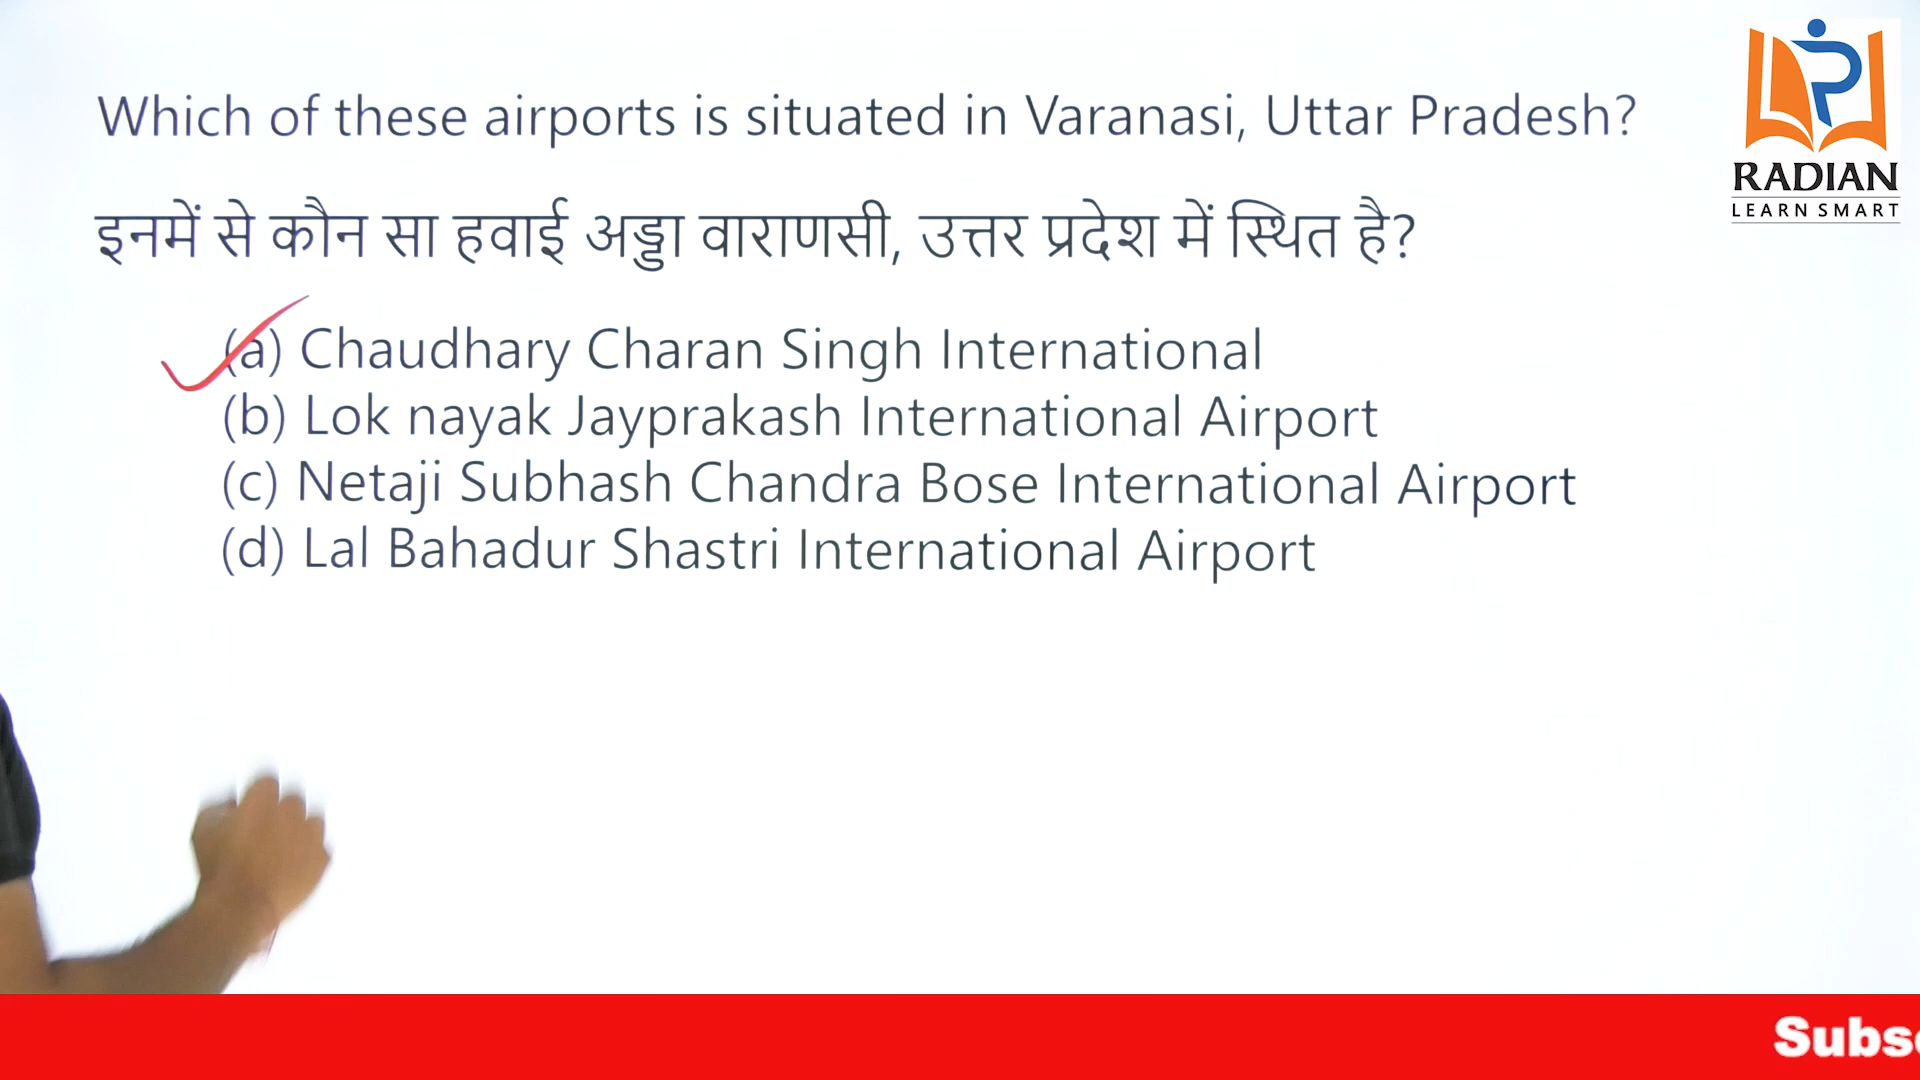 Which of these airports is situated in Varanasi, Uttar Pradesh?
इनमें से कौन सा हवाई अड्डा वाराणसी, उत्तर प्रदेश में स्थित है?
(a) Chaudhary Charan Singh International
(b) Lok nayak Jayprakash International Airport
(c) Netaji Subhash Chandra Bose International Airport
(d) Lal Bahadur Shastri International Airport
RADIAN
LEARN SMART
Subs